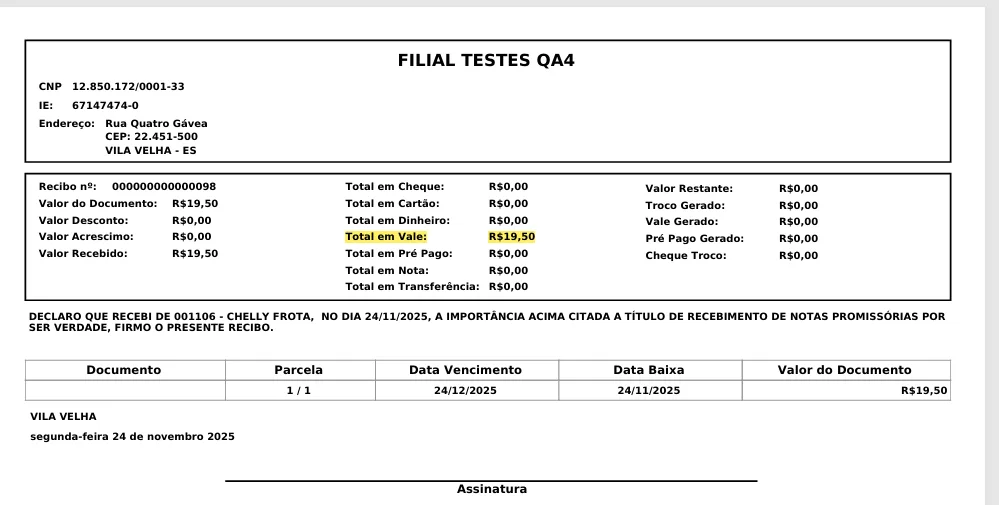 FILIAL TESTES QA4
CNP 12.850.172/0001-33
IE: 67147474-0
Endereço: Rua Quatro Gávea
CEP: 22.451-500
VILA VELHA - ES
Recibo nº: 000000000000098
Valor do Documento: R$19,50
Valor Desconto: R$0,00
Valor Acrescimo: R$0,00
Valor Recebido: R$19,50
Total em Cheque: R$0,00
Total em Cartão: R$0,00
Total em Dinheiro: R$0,00
Total em Vale: R$19,50
Total em Pré Pago: R$0,00
Total em Nota: R$0,00
Total em Transferência: R$0,00
Valor Restante: R$0,00
Troco Gerado: R$0,00
Vale Gerado: R$0,00
Pré Pago Gerado: R$0,00
Cheque Troco: R$0,00
DECLARO QUE RECEBI DE 001106 - CHELLY FROTA, NO DIA 24/11/2025, A IMPORTÂNCIA ACIMA CITADA A TÍTULO DE RECEBIMENTO DE NOTAS PROMISSÓRIAS POR
SER VERDADE, FIRMO O PRESENTE RECIBO.
Documento Parcela Data Vencimento Data Baixa Valor do Documento
1 / 1 24/12/2025 24/11/2025 R$19,50
VILA VELHA
segunda-feira 24 de novembro 2025
Assinatura